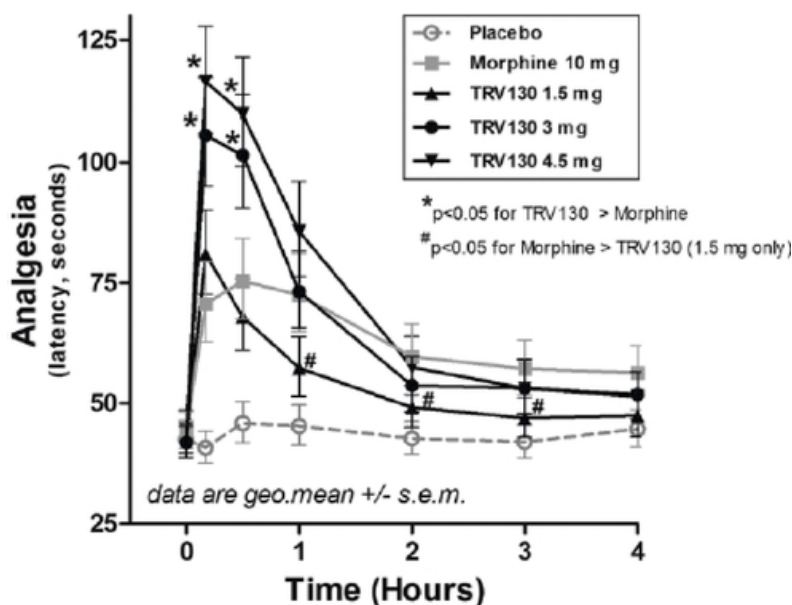 125
100
75
50
25
Analgesia
(latency, seconds)
Placebo
Morphine 10 mg
TRV130 1.5 mg
TRV130 3 mg
TRV130 4.5 mg
*p<0.05 for TRV130 > Morphine
#p<0.05 for Morphine > TRV130 (1.5 mg only)
* *
* *
#
# #
data are geo.mean +/- s.e.m.
0 1 2 3 4
Time (Hours)